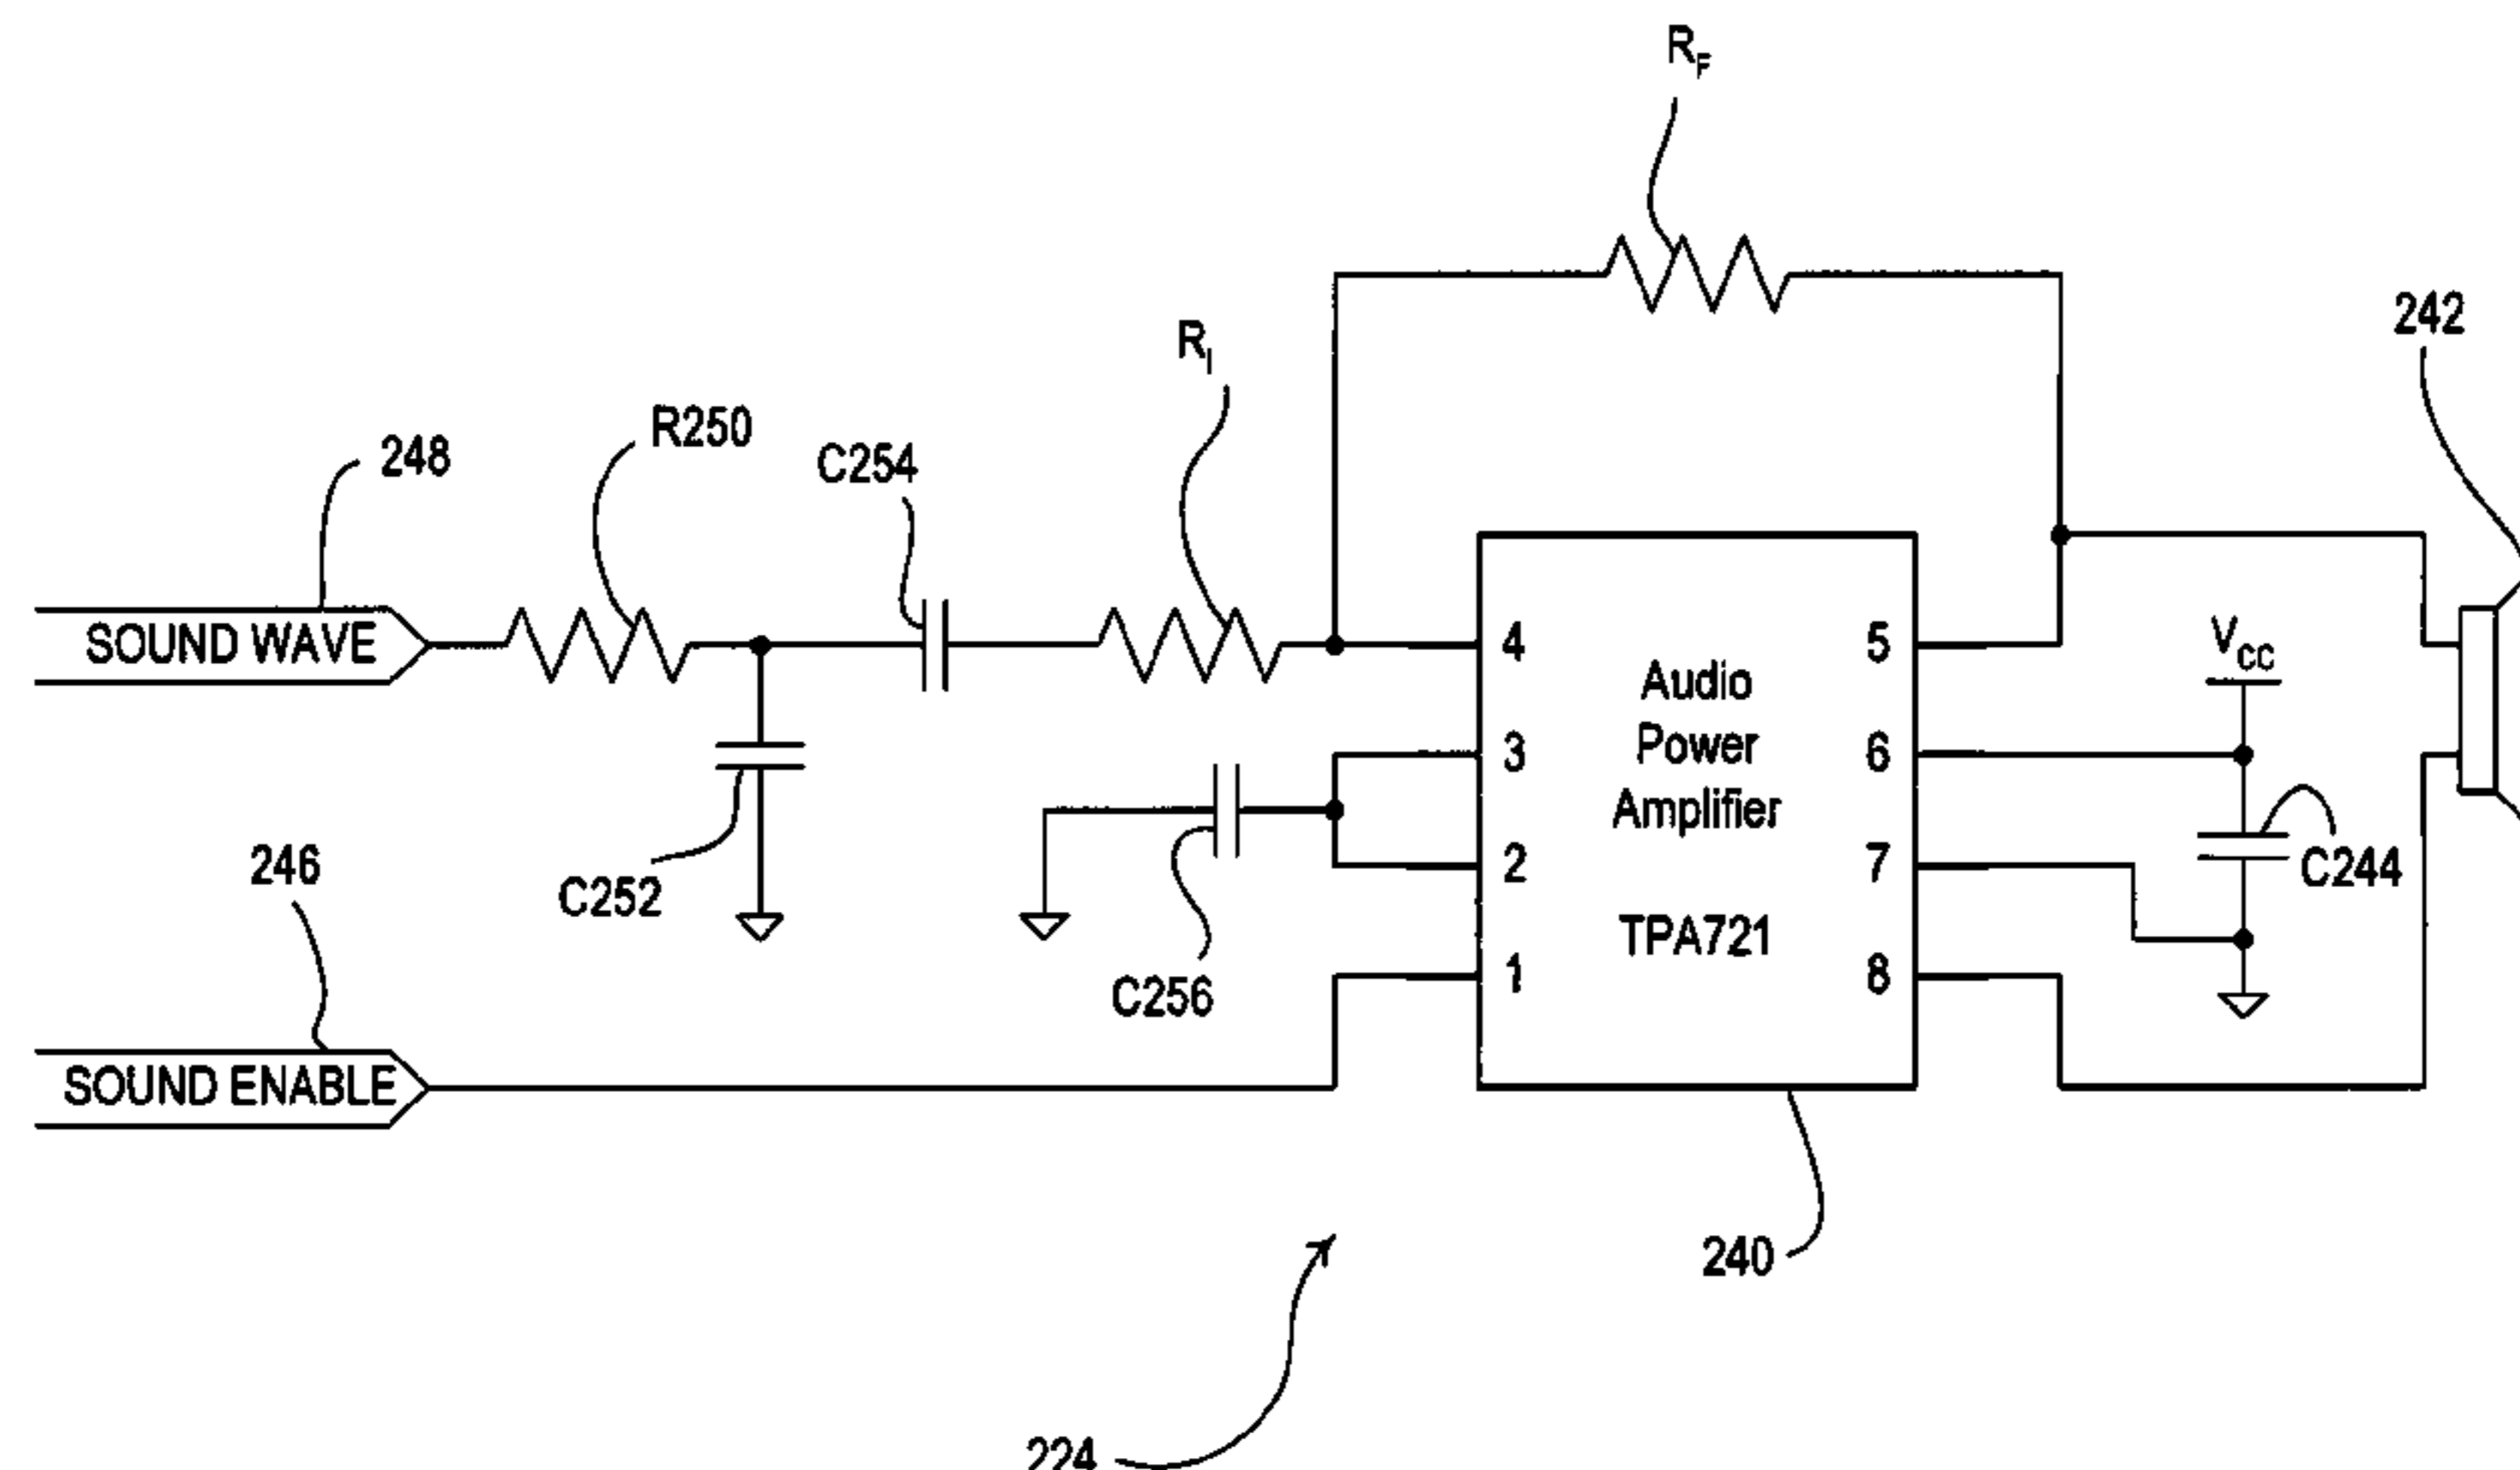 R_F
242
R_I
R250
C254
248
SOUND WAVE
4
5
V_CC
Audio
Power
Amplifier
3
6
246
C252
2
7
C244
TPA721
C256
1
8
SOUND ENABLE
240
224